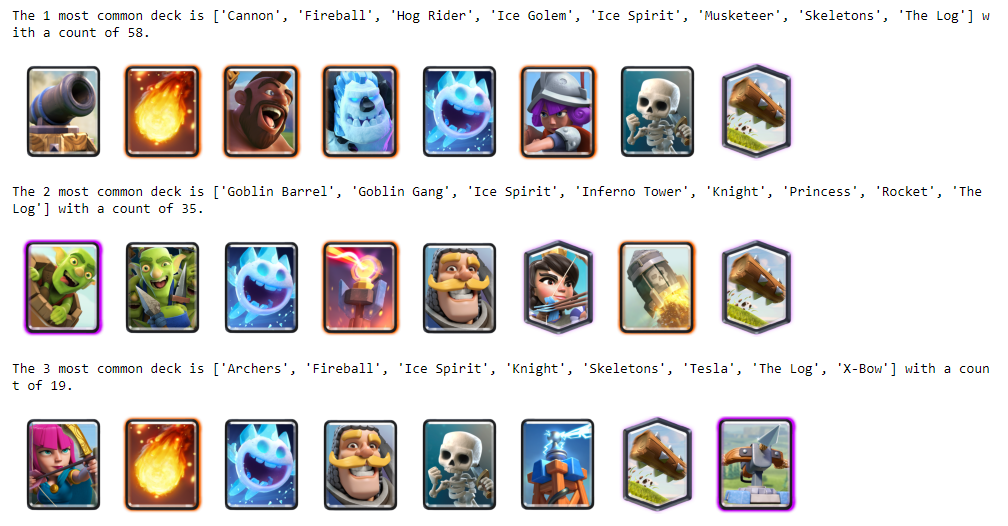 The 1 most common deck is ['Cannon', 'Fireball', 'Hog Rider', 'Ice Golem', 'Ice Spirit', 'Musketeer', 'Skeletons', 'The Log'] w
ith a count of 58.
The 2 most common deck is ['Goblin Barrel', 'Goblin Gang', 'Ice Spirit', 'Inferno Tower', 'Knight', 'Princess', 'Rocket', 'The
Log'] with a count of 35.
The 3 most common deck is ['Archers', 'Fireball', 'Ice Spirit', 'Knight', 'Skeletons', 'Tesla', 'The Log', 'X-Bow'] with a coun
t of 19.